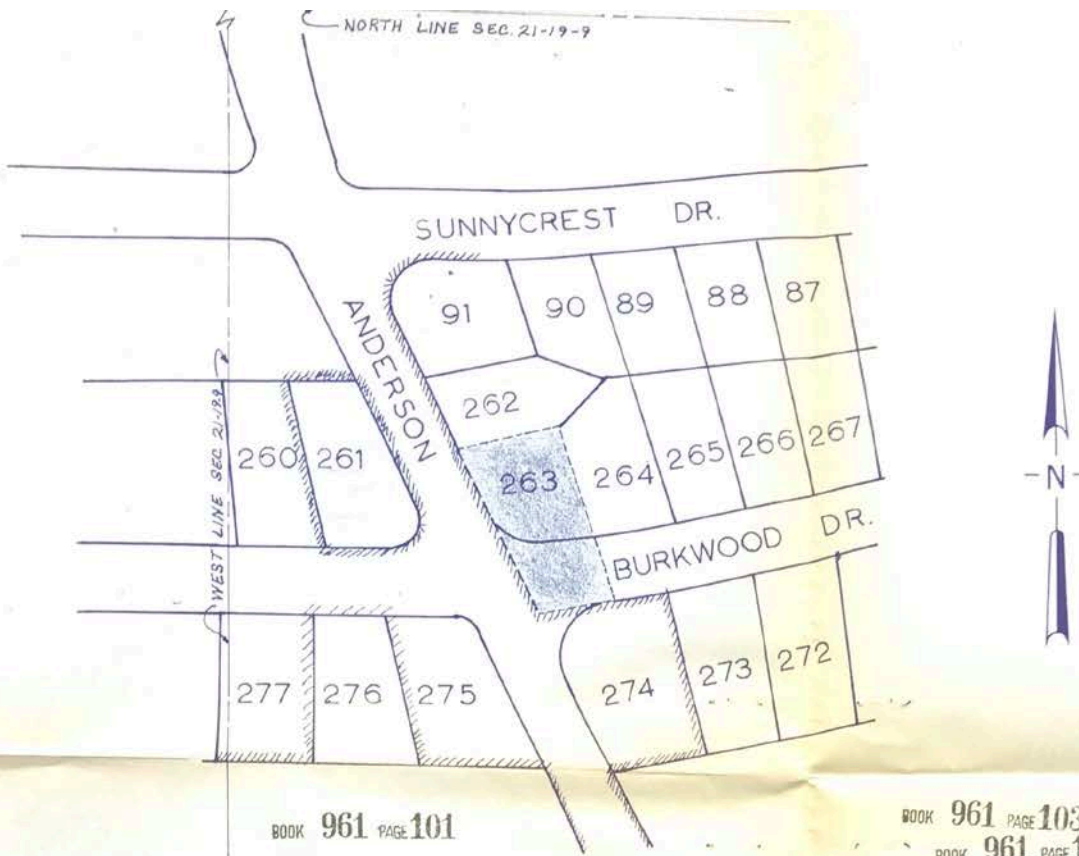 NORTH LINE SEC. 21-19-9
SUNNYCREST DR.
91
90
89
88
87
ANDERSON
262
WEST LINE SEC 21-19-9
260
261
263
264
265
266
267
-N-
BURKWOOD DR.
277
276
275
274
273
272
BOOK 961 PAGE 101
BOOK 961 PAGE 103
BOOK 961 PAGE